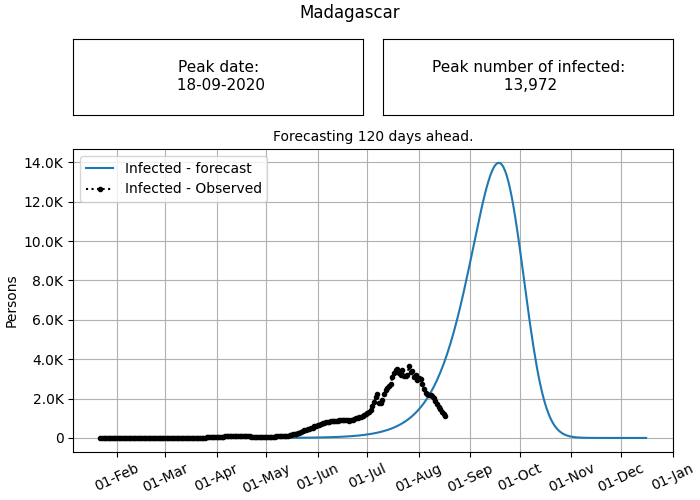 Madagascar
Peak date:
18-09-2020
Peak number of infected:
13,972
Forecasting 120 days ahead.
Infected - forecast
Infected - Observed
Persons
14.0K
12.0K
10.0K
8.0K
6.0K
4.0K
2.0K
0
01-Feb
01-Mar
01-Apr
01-May
01-Jun
01-Jul
01-Aug
01-Sep
01-Oct
01-Nov
01-Dec
01-Jan